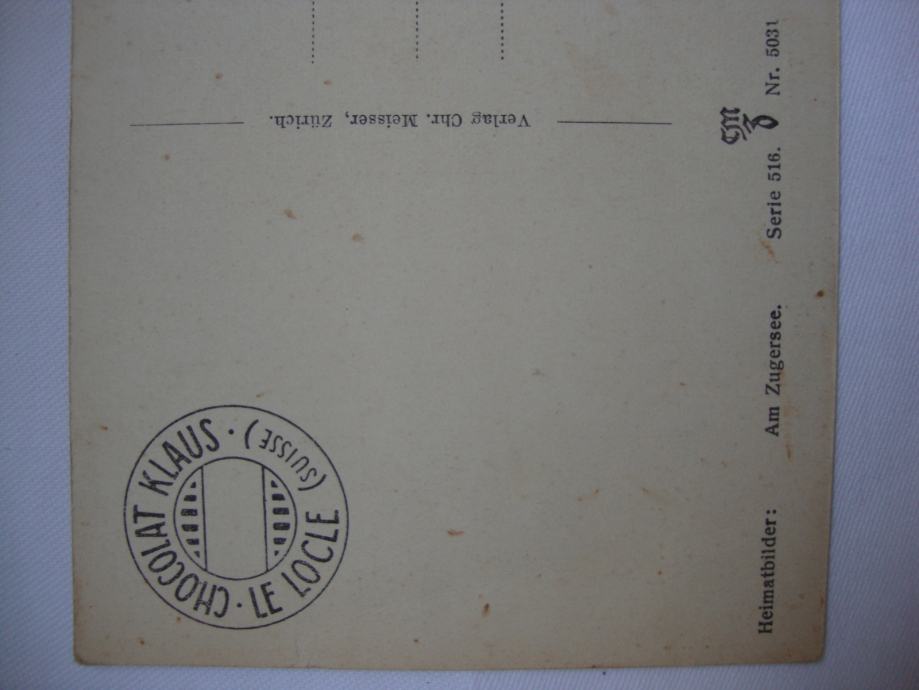 Heimatbilder: Am Zugersee. Serie 516. Nr. 5031
Verlag Chr. Meisser, Zürich.
CHOCOLAT KLAUS · (SUISSE)
· LE LOCLE